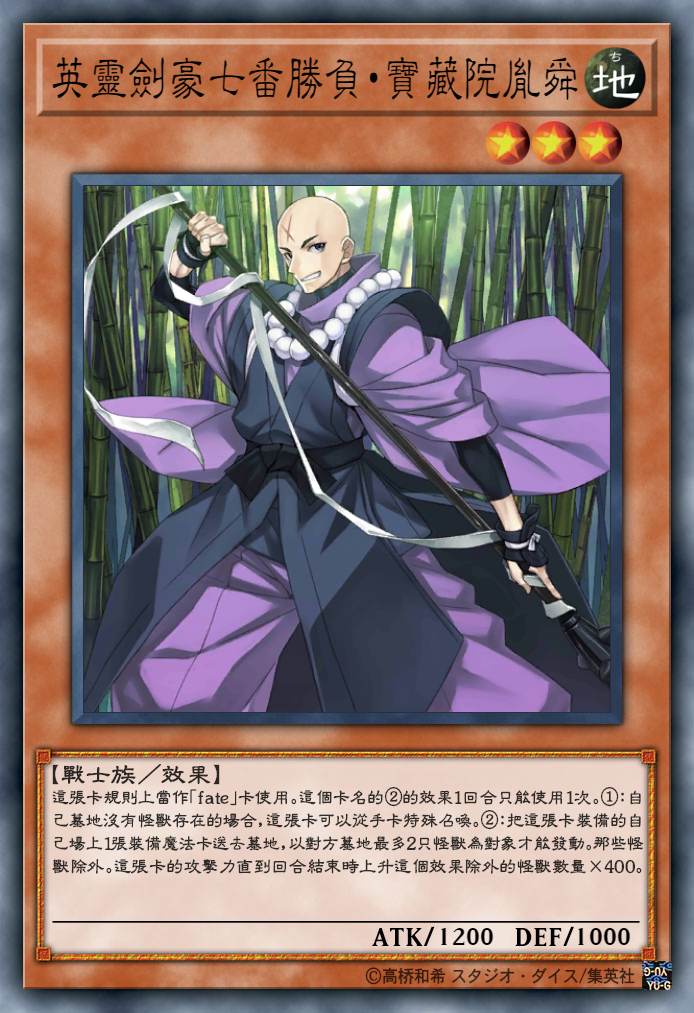 英靈劍豪七番勝負・寶藏院胤舜
ち
地
【戰士族／效果】
這張卡規則上當作「fate」卡使用。這個卡名的②的效果1回合只能使用1次。①：自
己墓地沒有怪獸存在的場合，這張卡可以從手卡特殊召喚。②：把這張卡裝備的自
己場上1張裝備魔法卡送去墓地，以對方墓地最多2只怪獸為對象才能發動。那些怪
獸除外。這張卡的攻擊力直到回合結束時上升這個效果除外的怪獸數量×400。
ATK/1200 DEF/1000
©高桥和希 スタジオ・ダイス/集英社
YU-G
YU-G